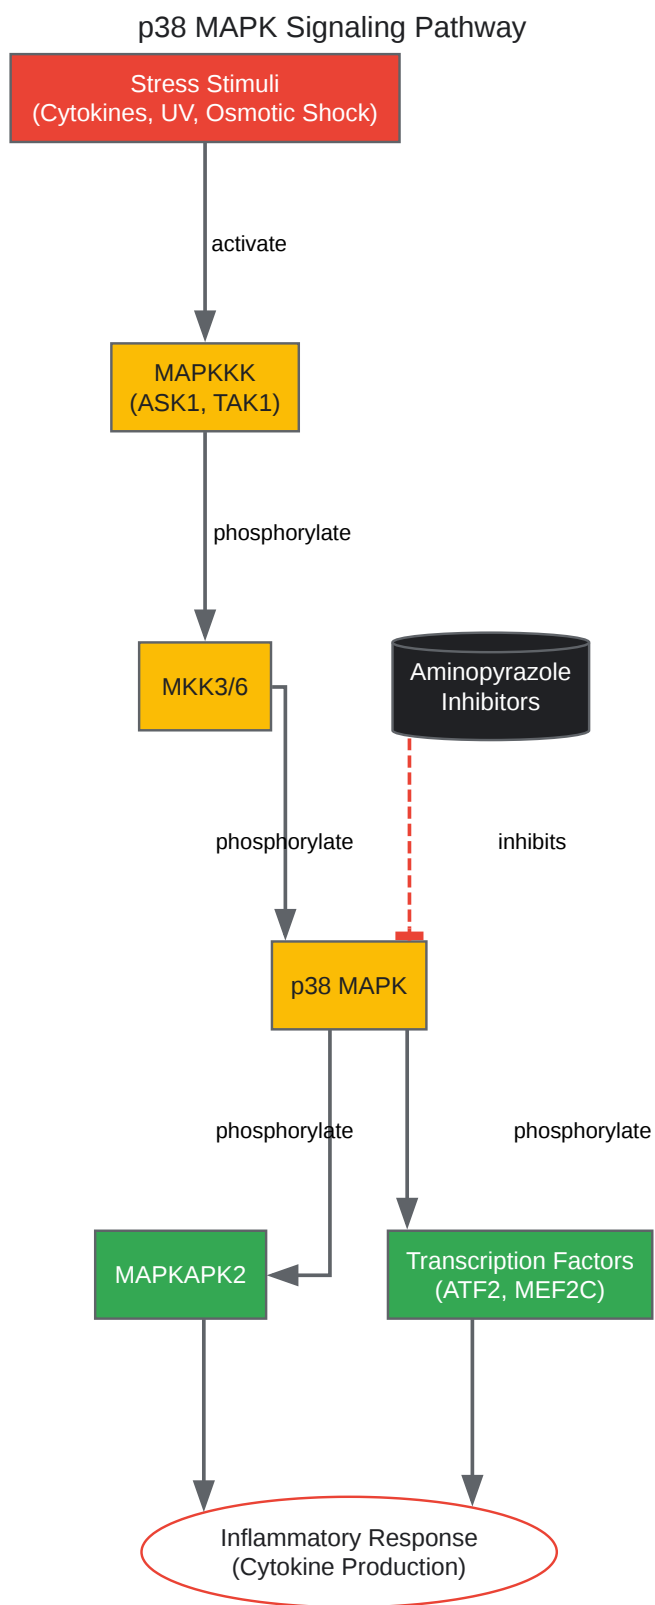 p38 MAPK Signaling Pathway
Stress Stimuli
(Cytokines, UV, Osmotic Shock)
activate
MAPKKK
(ASK1, TAK1)
phosphorylate
MKK3/6
Aminopyrazole
Inhibitors
phosphorylate
inhibits
p38 MAPK
phosphorylate
phosphorylate
MAPKAPK2
Transcription Factors
(ATF2, MEF2C)
Inflammatory Response
(Cytokine Production)